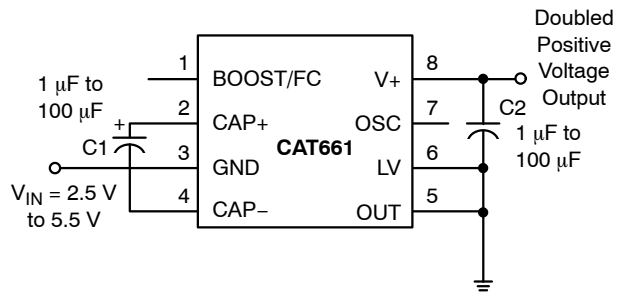 Doubled
Positive
Voltage
Output
1 BOOST/FC V+ 8
1 µF to
100 µF
2 CAP+ OSC 7
+
C1
CAT661
3 GND LV 6
C2
1 µF to
100 µF
VIN = 2.5 V
to 5.5 V
4 CAP− OUT 5